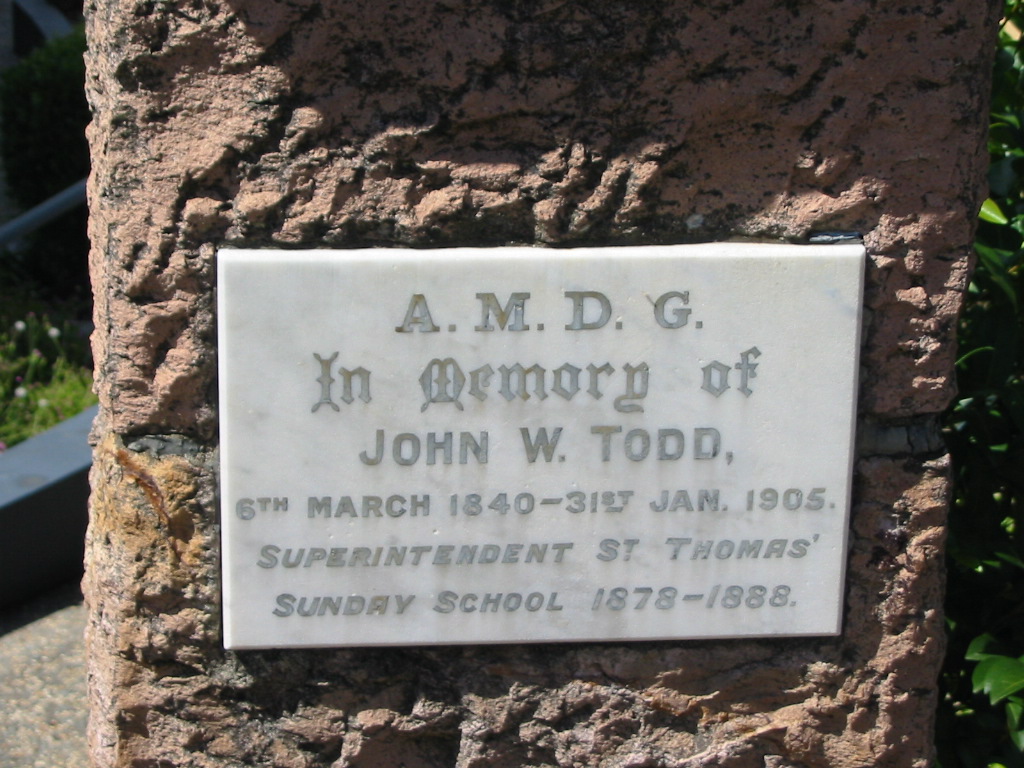 A. M. D. G.
In Memory of
JOHN W. TODD,
6TH MARCH 1840-31ST JAN. 1905.
SUPERINTENDENT ST THOMAS'
SUNDAY SCHOOL 1878-1888.